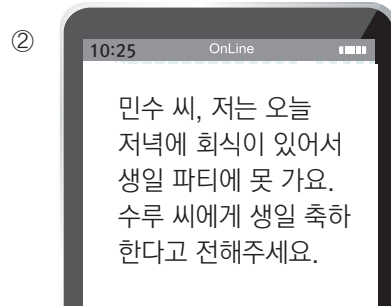 ②
10:25 OnLine
민수 씨, 저는 오늘
저녁에 회식이 있어서
생일 파티에 못 가요.
수루 씨에게 생일 축하
한다고 전해주세요.